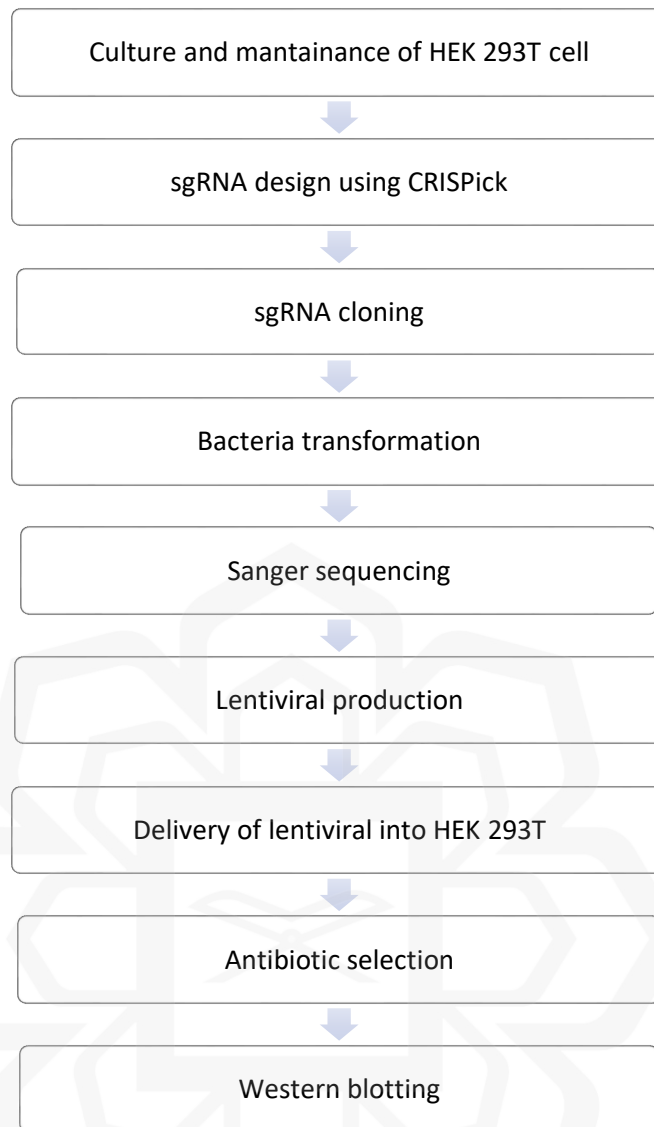 Culture and mantainance of HEK 293T cell
sgRNA design using CRISPick
sgRNA cloning
Bacteria transformation
Sanger sequencing
Lentiviral production
Delivery of lentiviral into HEK 293T
Antibiotic selection
Western blotting